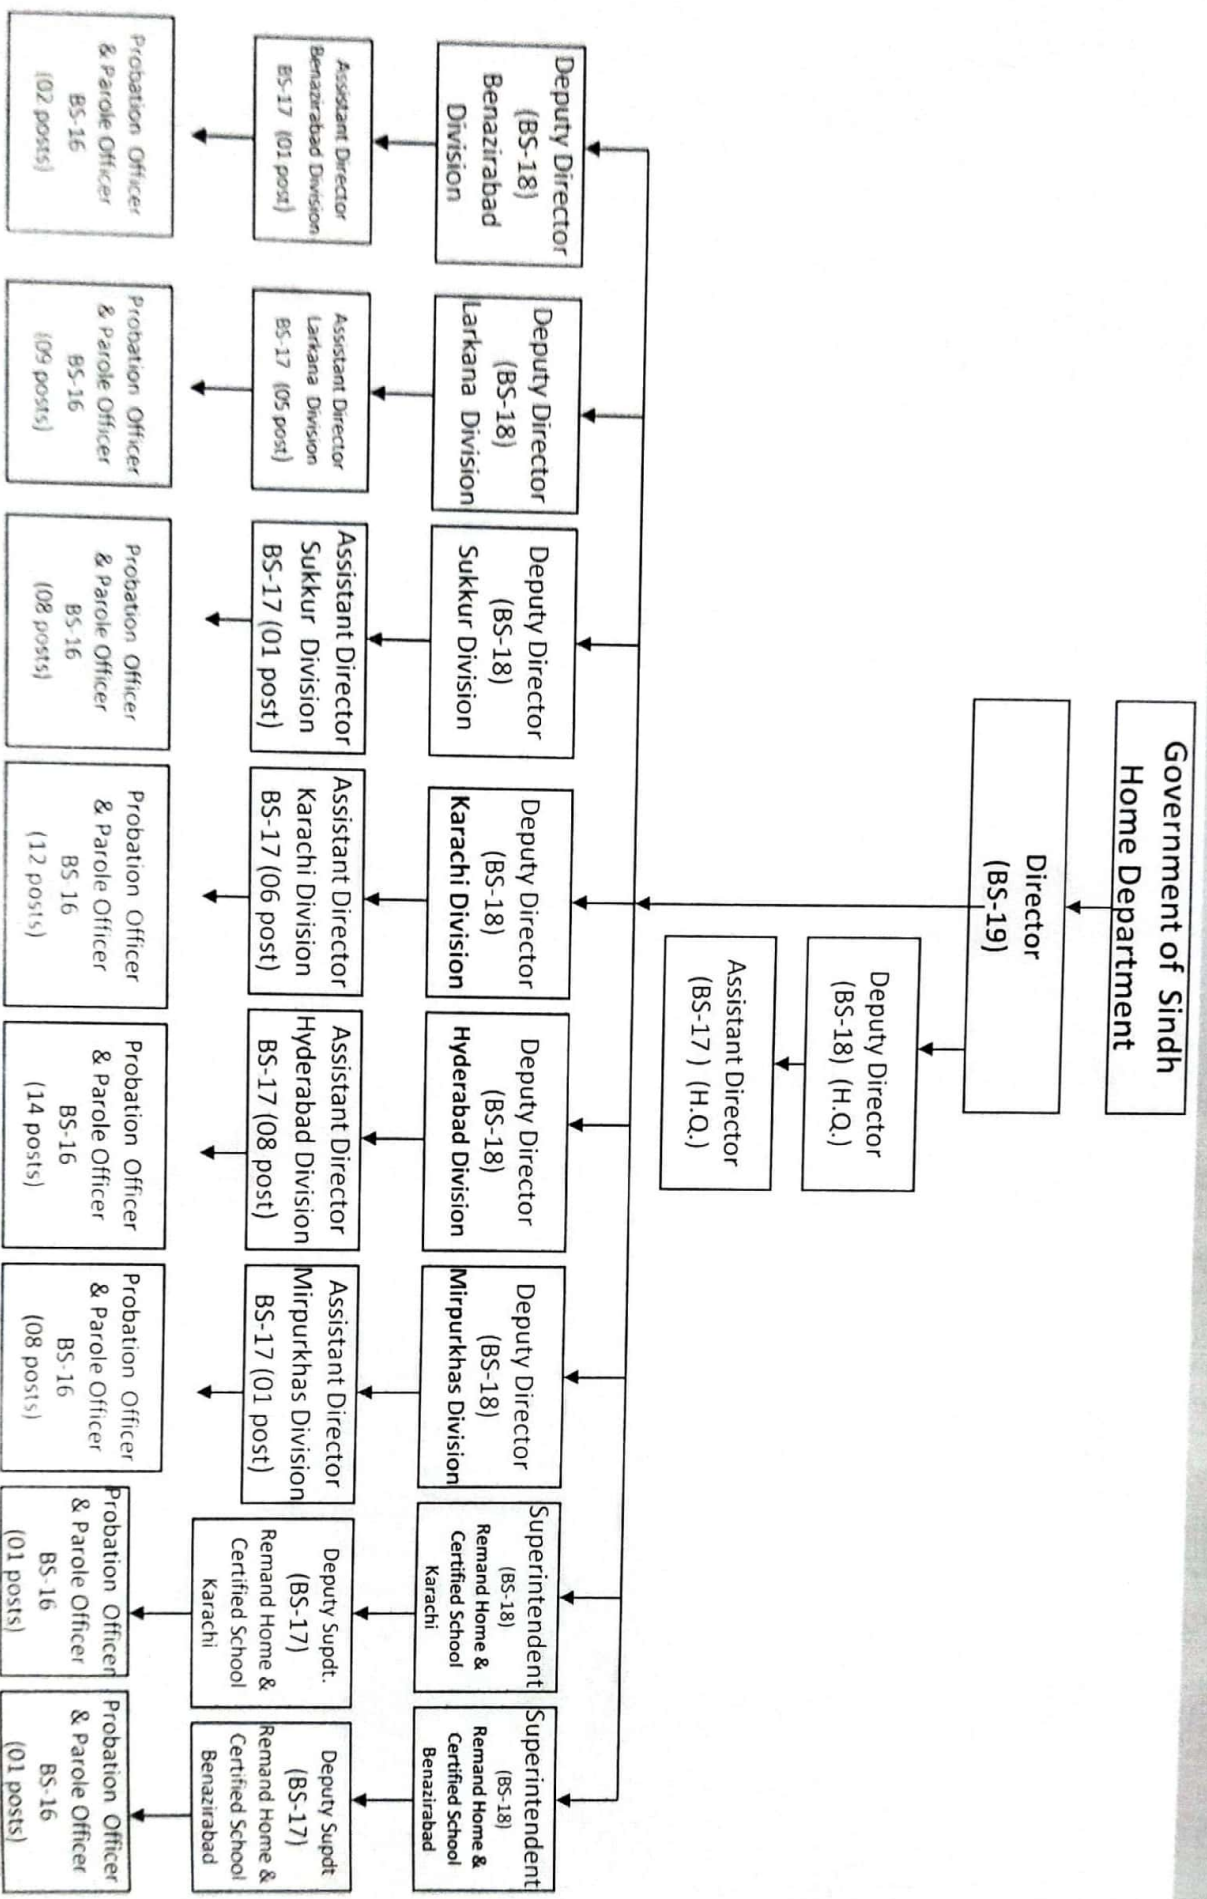 Government of Sindh
Home Department
Director
(BS-19)
Deputy Director
(BS-18) (H.Q.)
Assistant Director
(BS-17 ) (H.Q.)
Deputy Director
(BS-18)
Benazirabad
Division
Deputy Director
(BS-18)
Larkana Division
Deputy Director
(BS-18)
Sukkur Division
Deputy Director
(BS-18)
Karachi Division
Deputy Director
(BS-18)
Hyderabad Division
Deputy Director
(BS-18)
Mirpurkhas Division
Superintendent
(BS-18)
Remand Home &
Certified School
Karachi
Superintendent
(BS-18)
Remand Home &
Certified School
Benazirabad
Assistant Director
Benazirabad Division
BS-17 (01 post)
Assistant Director
Larkana Division
BS-17 (05 post)
Assistant Director
Sukkur Division
BS-17 (01 post)
Assistant Director
Karachi Division
BS-17 (06 post)
Assistant Director
Hyderabad Division
BS-17 (08 post)
Assistant Director
Mirpurkhas Division
BS-17 (01 post)
Deputy Supdt.
(BS-17)
Remand Home &
Certified School
Karachi
Deputy Supdt
(BS-17)
Remand Home &
Certified School
Benazirabad
Probation Officer
& Parole Officer
BS-16
(02 posts)
Probation Officer
& Parole Officer
BS-16
(09 posts)
Probation Officer
& Parole Officer
BS-16
(08 posts)
Probation Officer
& Parole Officer
BS-16
(12 posts)
Probation Officer
& Parole Officer
BS-16
(14 posts)
Probation Officer
& Parole Officer
BS-16
(08 posts)
Probation Officer
& Parole Officer
BS-16
(01 posts)
Probation Officer
& Parole Officer
BS-16
(01 posts)